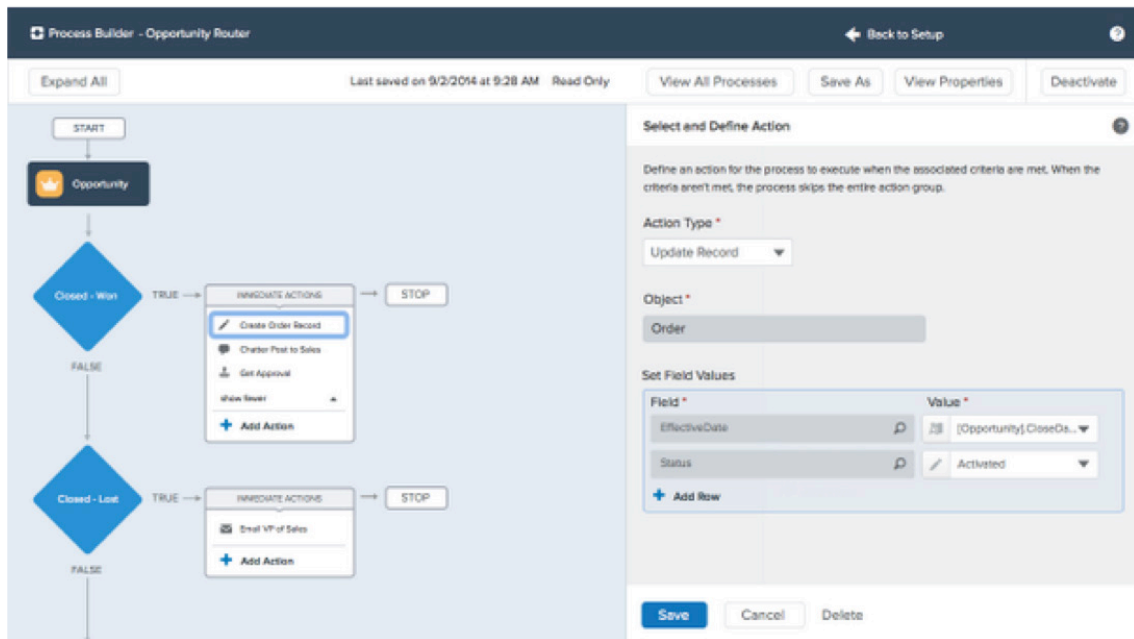 Process Builder - Opportunity Router
Back to Setup
?
Expand All
Last saved on 9/2/2014 at 9:28 AM Read Only
View All Processes
Save As
View Properties
Deactivate
START
Opportunity
Closed - Won
TRUE
IMMEDIATE ACTIONS
STOP
Create Order Record
Chatter Post to Sales
Get Approval
show fewer
+ Add Action
FALSE
Closed - Lost
TRUE
IMMEDIATE ACTIONS
STOP
Email VP of Sales
+ Add Action
FALSE
Select and Define Action
?
Define an action for the process to execute when the associated criteria are met. When the
criteria aren't met, the process skips the entire action group.
Action Type *
Update Record
Object *
Order
Set Field Values
Field * Value *
EffectiveDate [Opportunity].CloseDa...
Status Activated
+ Add Row
Save Cancel Delete